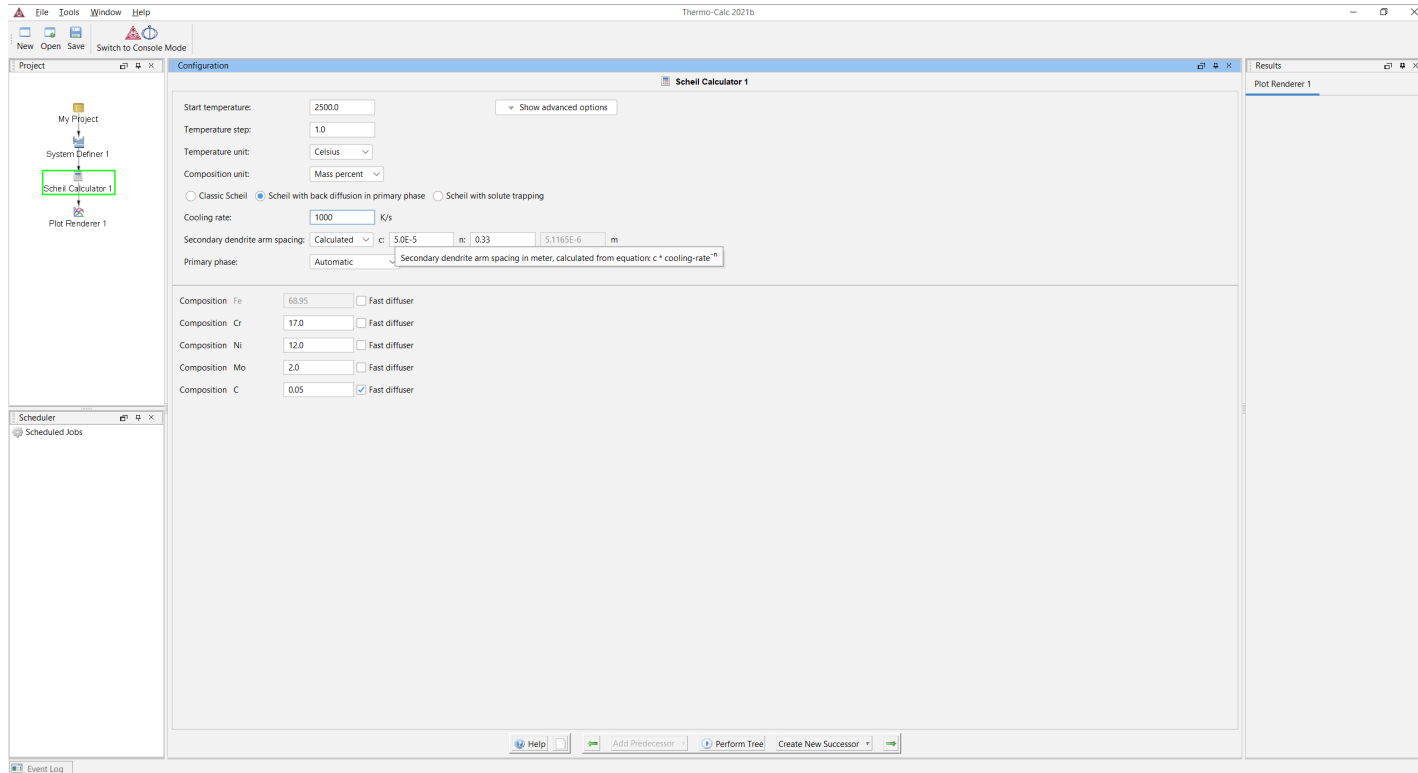 File Tools Window Help
Thermo-Calc 2021b
New Open Save Switch to Console Mode
Project
My Project
System Definer 1
Scheil Calculator 1
Plot Renderer 1
Scheduler
Scheduled Jobs
Configuration
Scheil Calculator 1
Start temperature: 2500.0 Show advanced options
Temperature step: 1.0
Temperature unit: Celsius
Composition unit: Mass percent
Classic Scheil Scheil with back diffusion in primary phase Scheil with solute trapping
Cooling rate: 1000 K/s
Secondary dendrite arm spacing: Calculated c: 5.0E-5 n: 0.33 5.1165E-6 m
Secondary dendrite arm spacing in meter, calculated from equation: c * cooling-rate⁻ⁿ
Primary phase: Automatic
Composition Fe 68.95 Fast diffuser
Composition Cr 17.0 Fast diffuser
Composition Ni 12.0 Fast diffuser
Composition Mo 2.0 Fast diffuser
Composition C 0.05 Fast diffuser
Help Add Predecessor Perform Tree Create New Successor
Results
Plot Renderer 1
Event Log